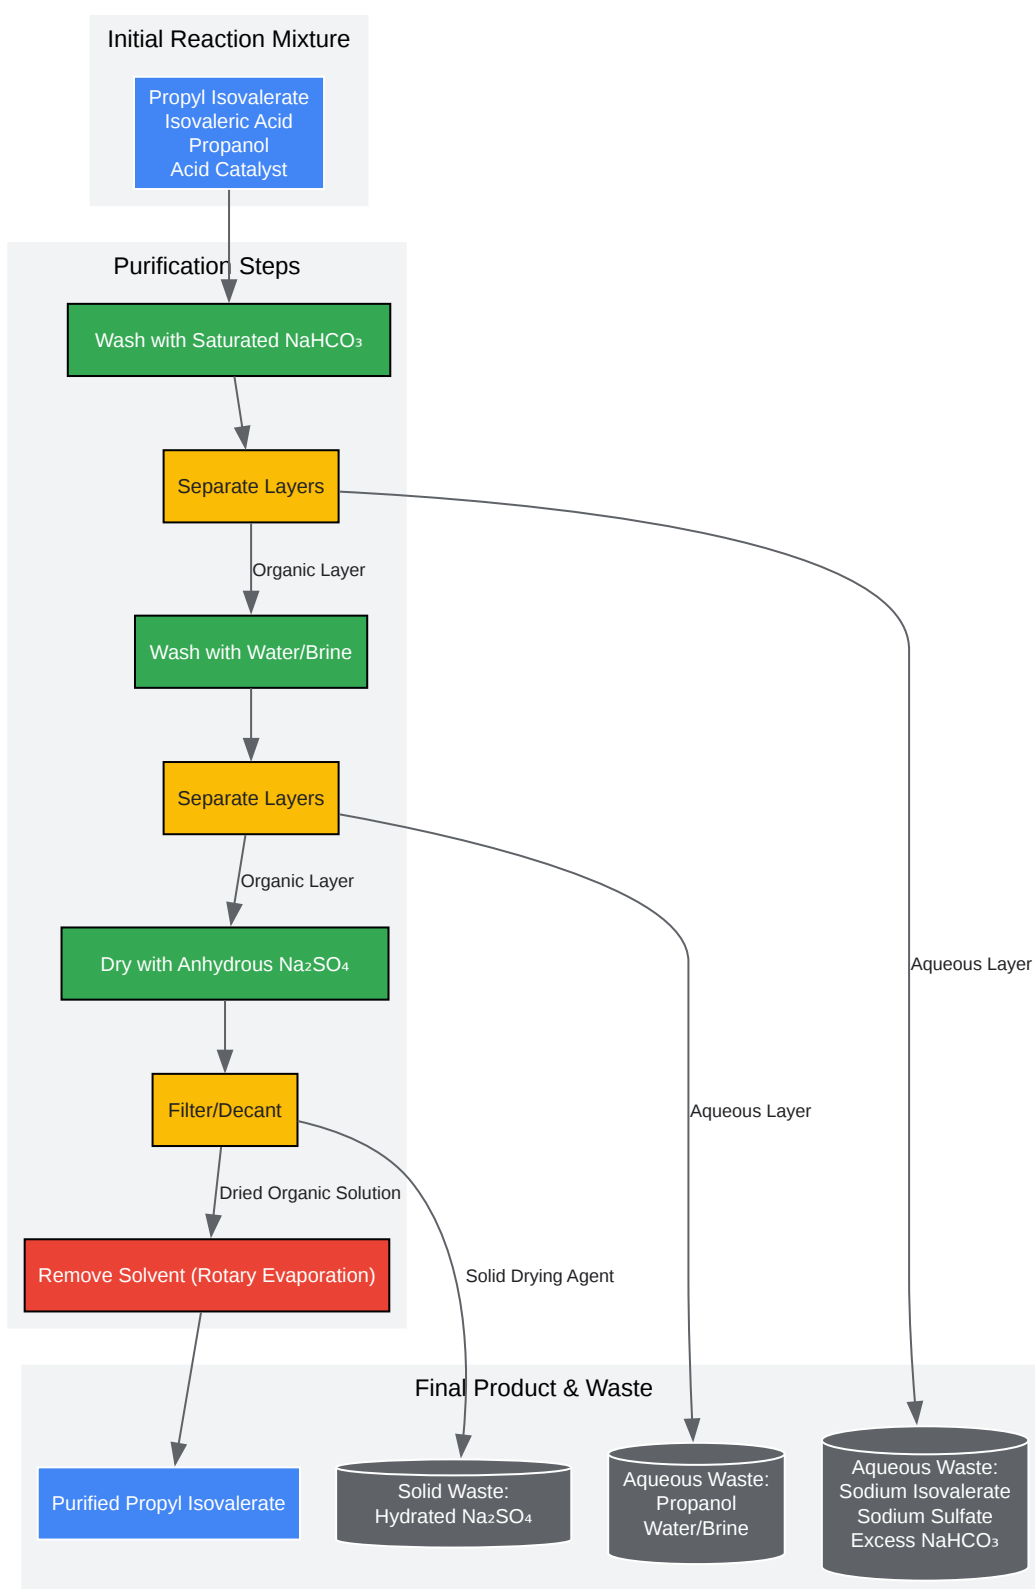 Initial Reaction Mixture
Propyl Isovalerate
Isovaleric Acid
Propanol
Acid Catalyst
Purification Steps
Wash with Saturated NaHCO₃
Separate Layers
Organic Layer
Wash with Water/Brine
Separate Layers
Organic Layer
Dry with Anhydrous Na₂SO₄
Aqueous Layer
Filter/Decant
Aqueous Layer
Dried Organic Solution
Remove Solvent (Rotary Evaporation)
Solid Drying Agent
Final Product & Waste
Purified Propyl Isovalerate
Solid Waste:
Hydrated Na₂SO₄
Aqueous Waste:
Propanol
Water/Brine
Aqueous Waste:
Sodium Isovalerate
Sodium Sulfate
Excess NaHCO₃